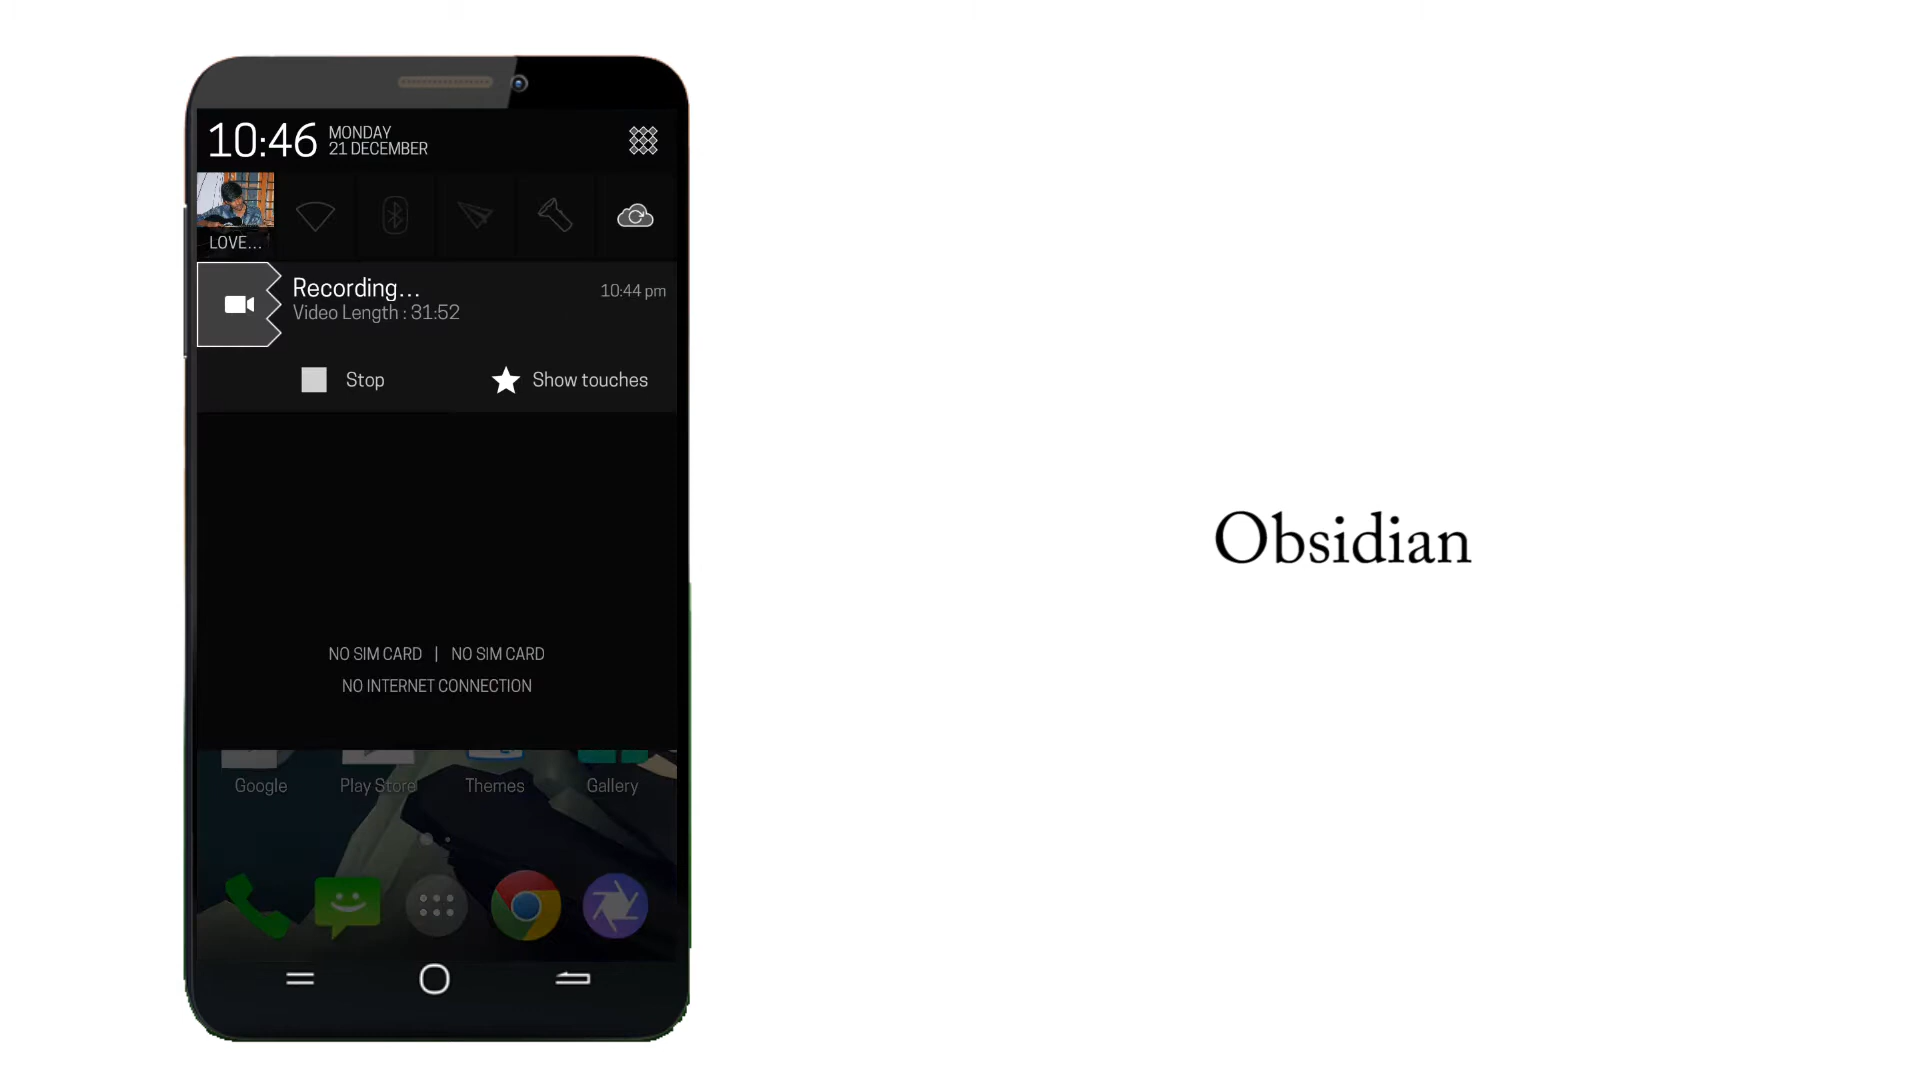 10:46
MONDAY
21 DECEMBER
LOVE...
Recording...
10:44 pm
Video Length : 31:52
Stop
Show touches
NO SIM CARD | NO SIM CARD
NO INTERNET CONNECTION
Google
Play Store
Themes
Gallery
Obsidian